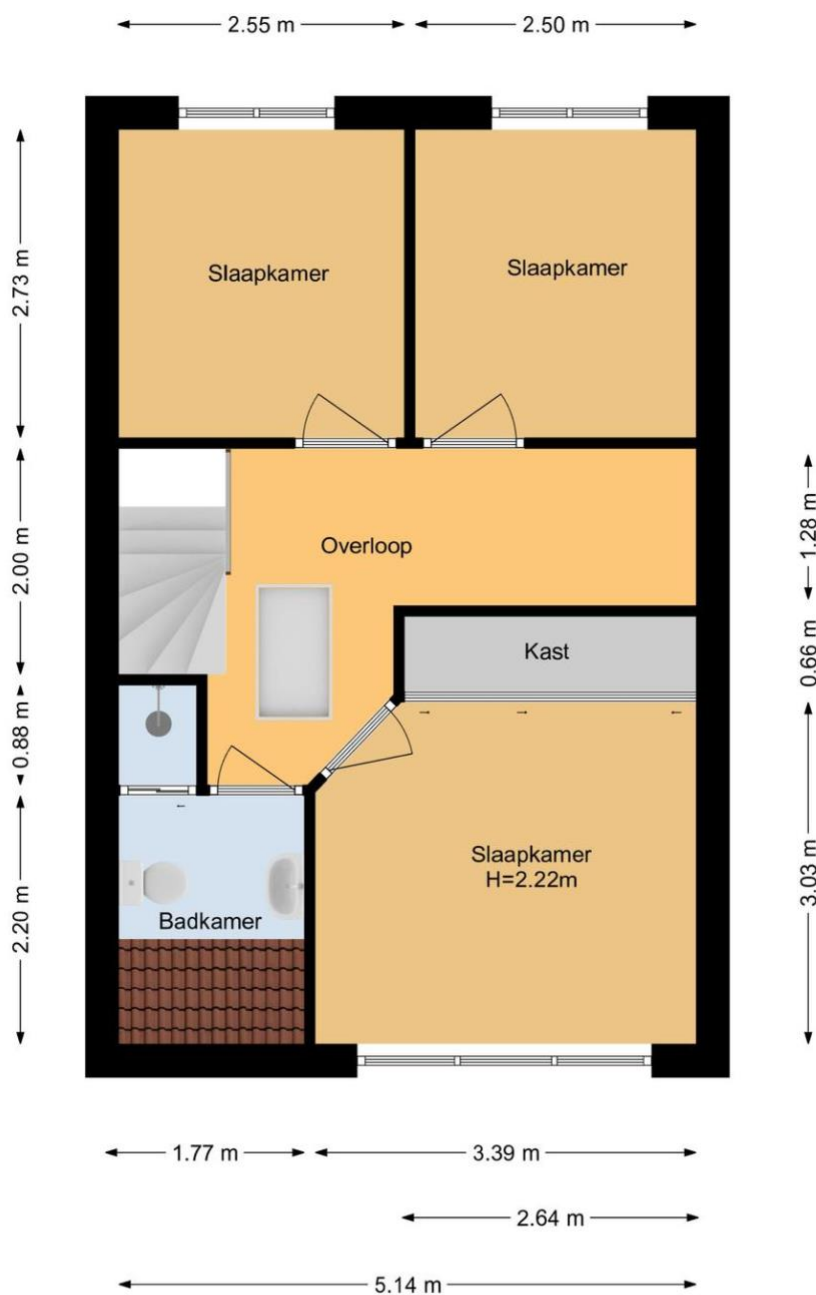 2.55 m
2.50 m
2.73 m
Slaapkamer
Slaapkamer
2.00 m
Overloop
1.28 m
Kast
0.66 m
0.88 m
Slaapkamer
H=2.22m
3.03 m
2.20 m
Badkamer
1.77 m
3.39 m
2.64 m
5.14 m